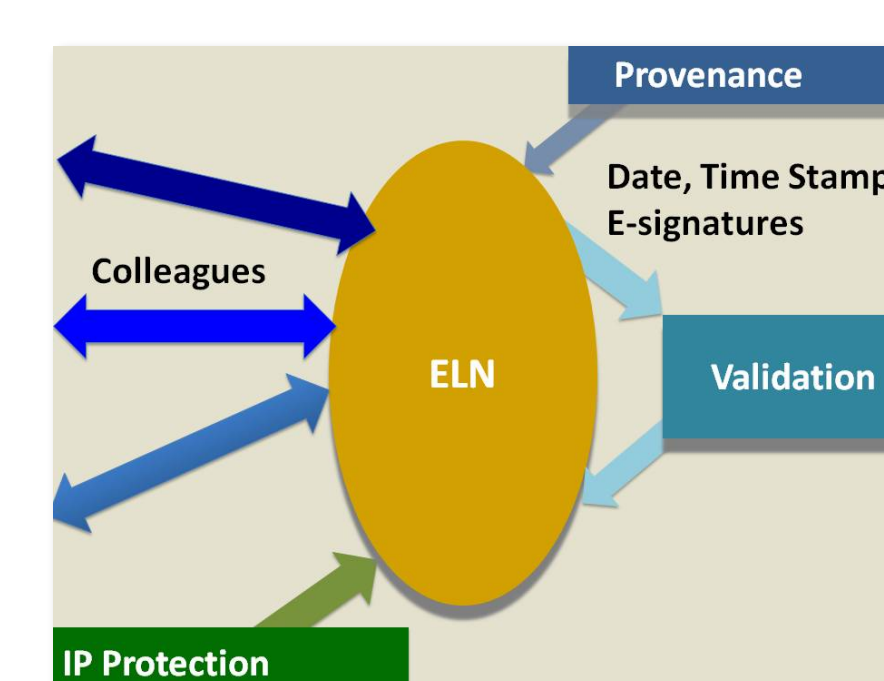 Provenance
Date, Time Stamp
E-signatures
Colleagues
ELN
Validation
IP Protection